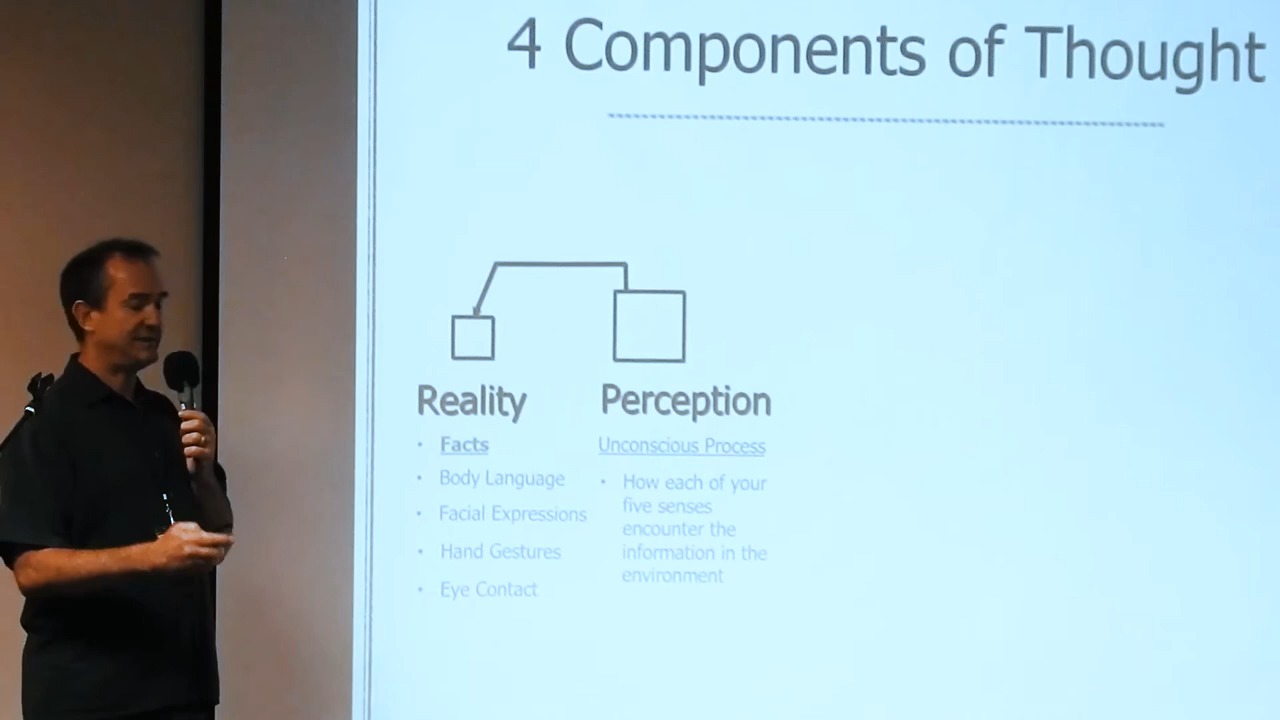 4 Components of Thought
Reality
• Facts
• Body Language
• Facial Expressions
• Hand Gestures
• Eye Contact
Perception
Unconscious Process
• How each of your
five senses
encounter the
information in the
environment